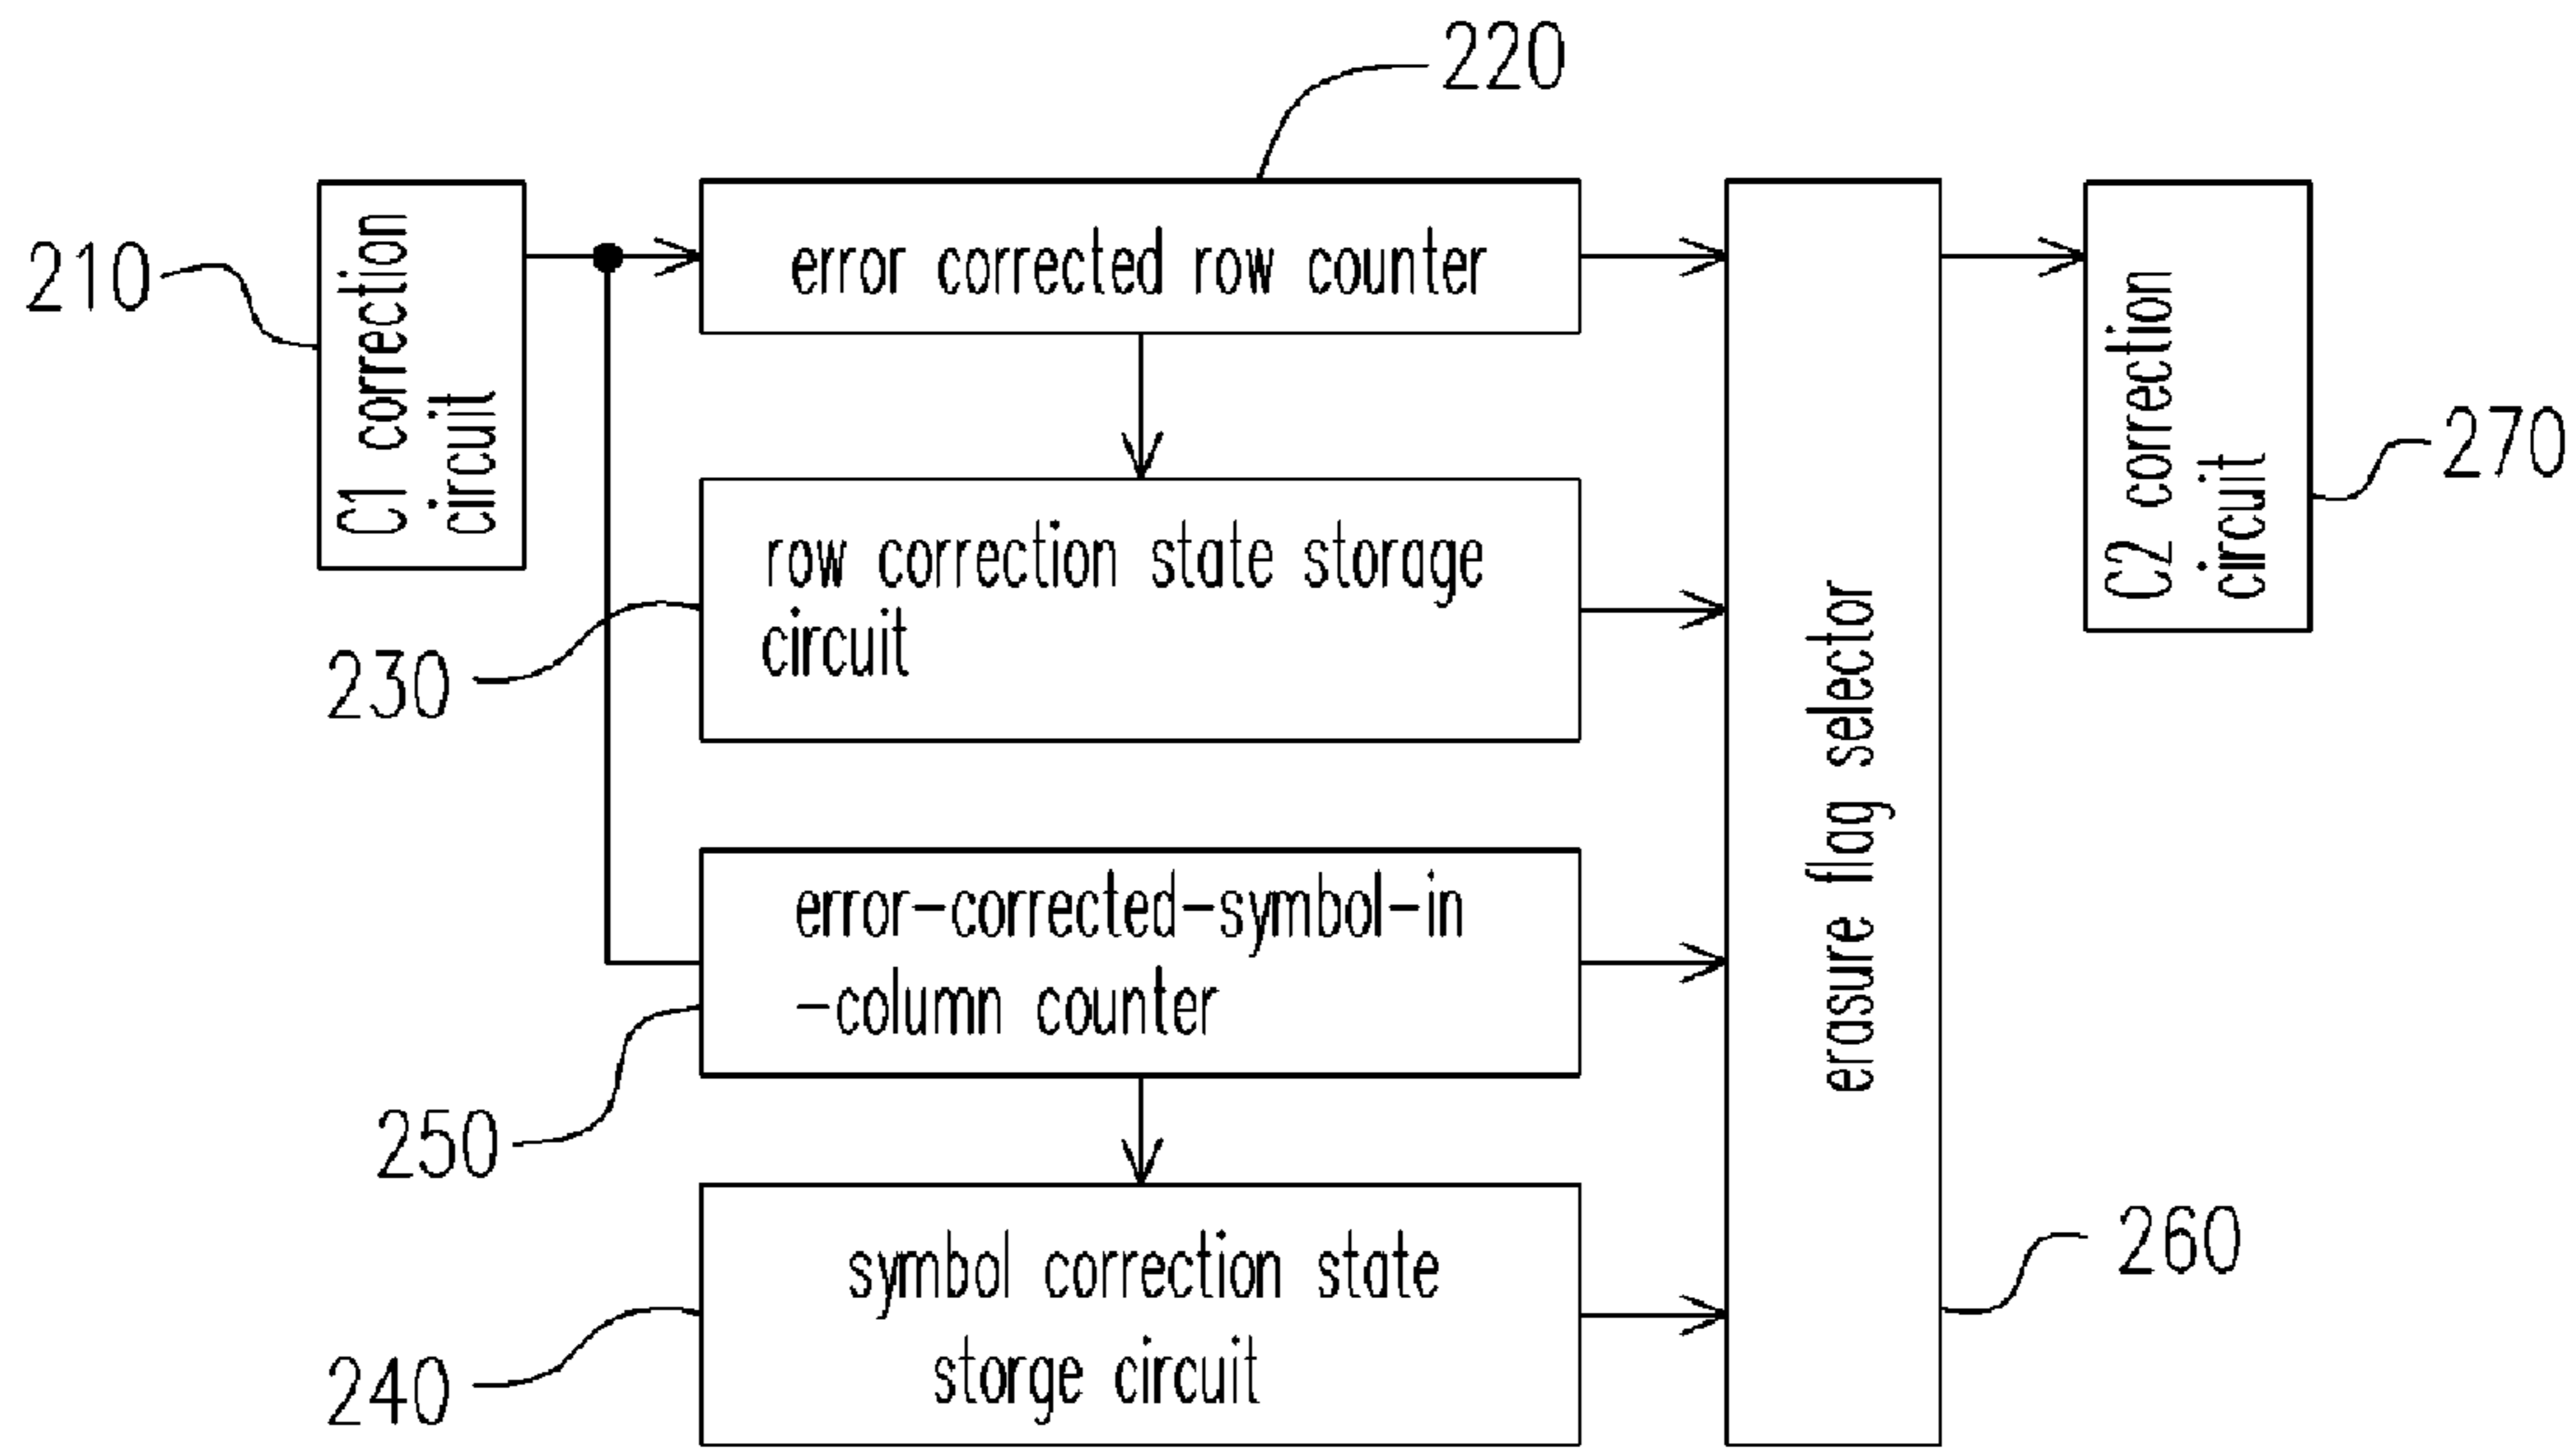 220
210
C1 correction
circuit
error corrected row counter
C2 correction
circuit
270
row correction state storage
circuit
230
erasure flag selector
error-corrected-symbol-in
-column counter
250
symbol correction state
storge circuit
240
260